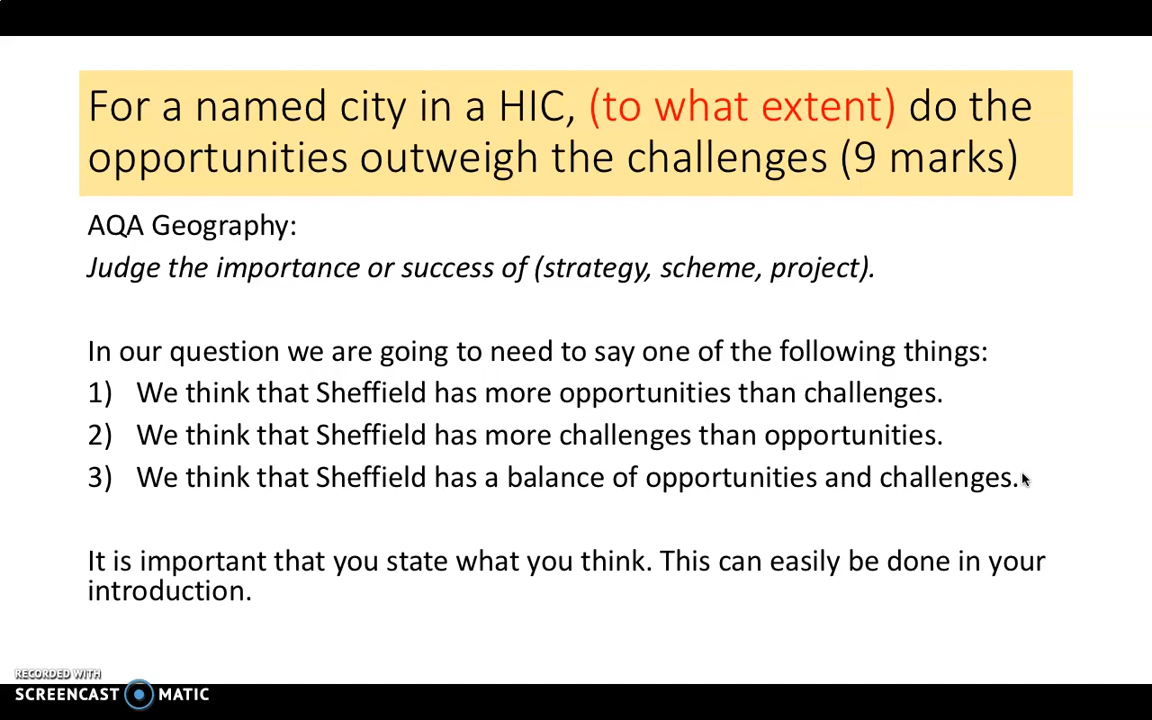 For a named city in a HIC, (to what extent) do the
opportunities outweigh the challenges (9 marks)
AQA Geography:
Judge the importance or success of (strategy, scheme, project).
In our question we are going to need to say one of the following things:
1) We think that Sheffield has more opportunities than challenges.
2) We think that Sheffield has more challenges than opportunities.
3) We think that Sheffield has a balance of opportunities and challenges.
It is important that you state what you think. This can easily be done in your
introduction.
RECORDED WITH
SCREENCAST MATIC